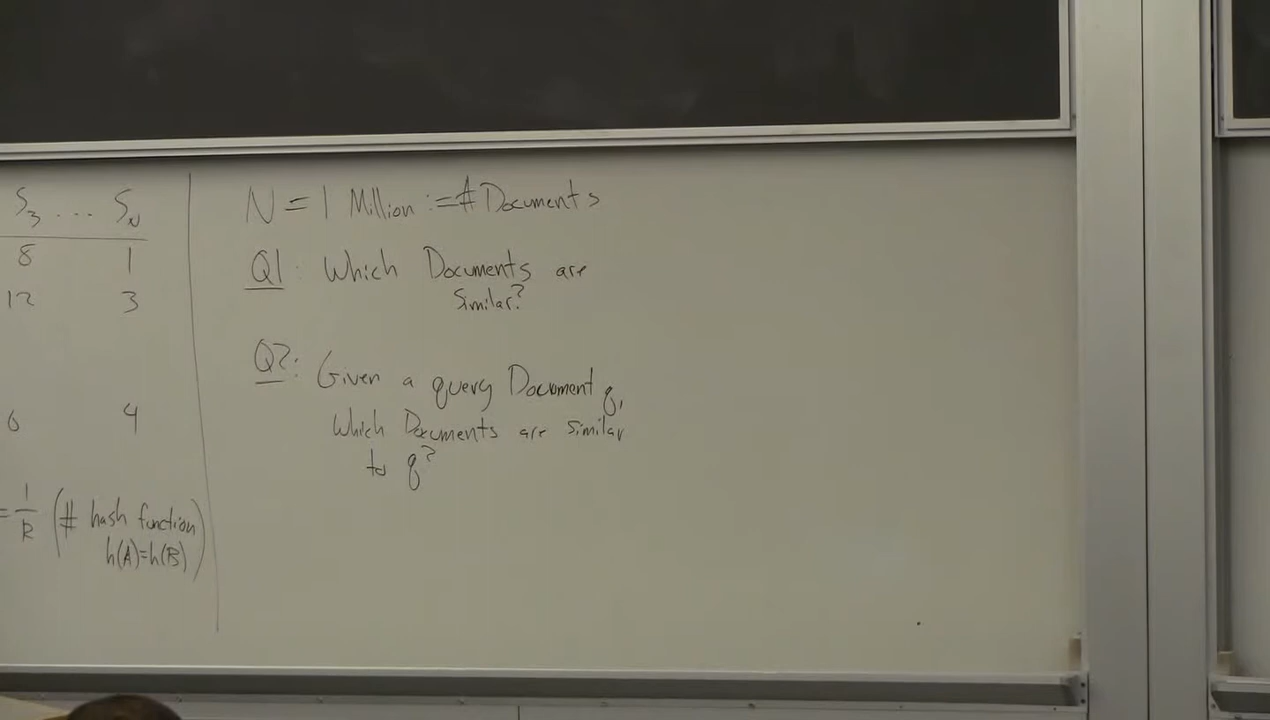 S3 ... SN
8 1
12 3
6 4
= 1/k (# hash function
h(A)=h(B))
N = 1 Million := # Documents
Q1: Which Documents are
Similar?
Q2: Given a query Document q,
Which Documents are similar
to q?